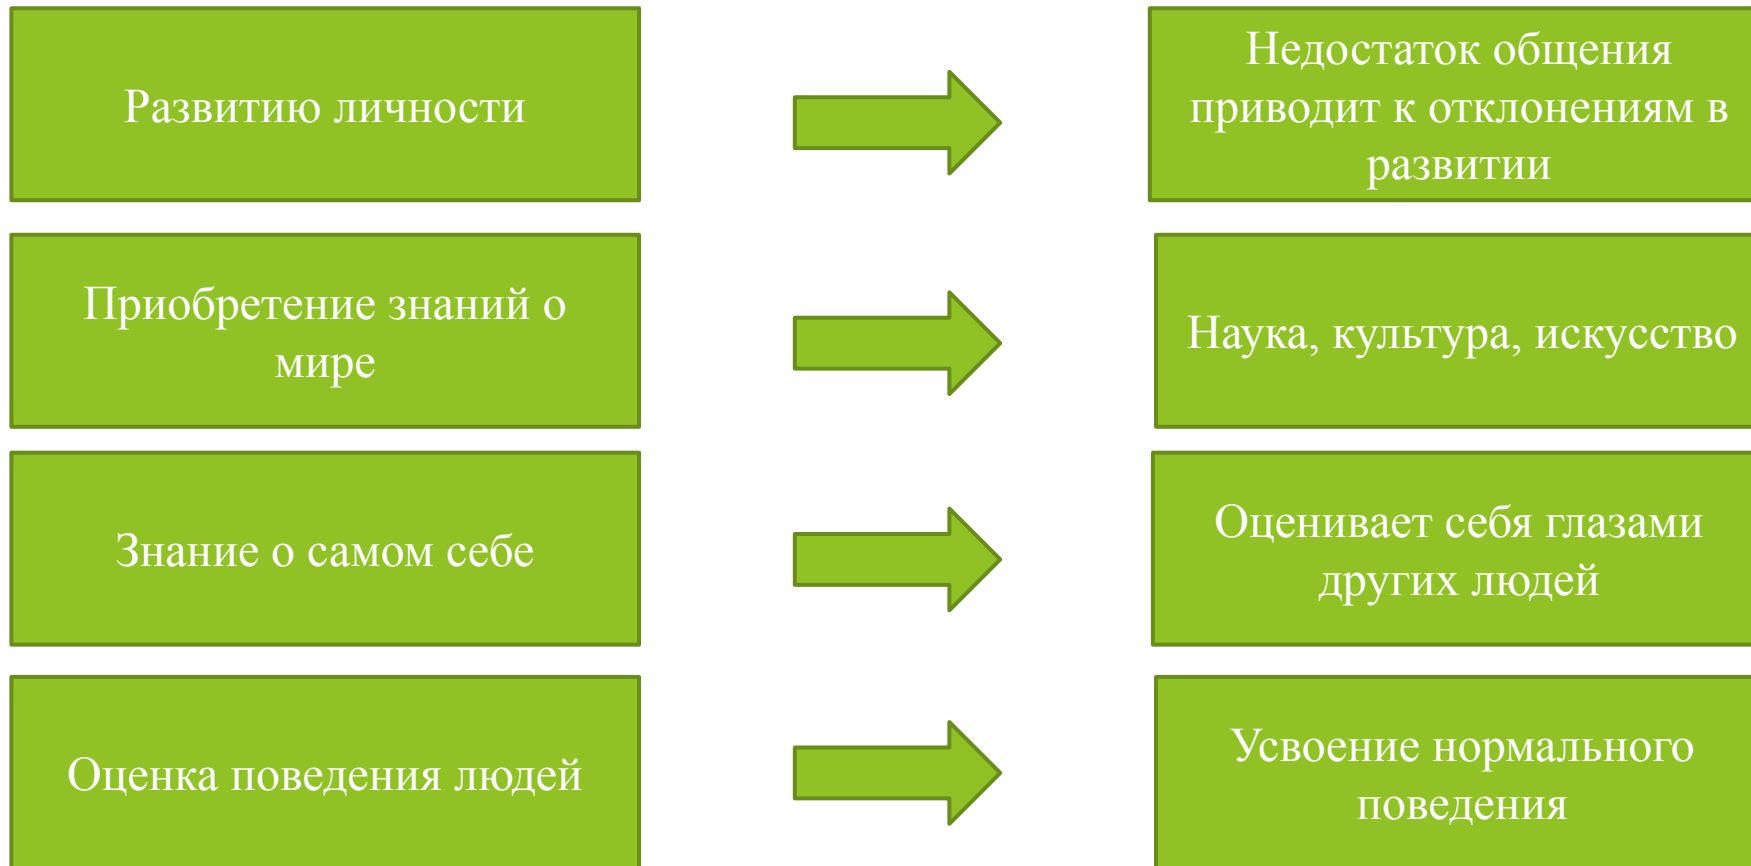 Развитию личности
Недостаток общения
приводит к отклонениям в
развитии
Приобретение знаний о
мире
Наука, культура, искусство
Знание о самом себе
Оценивает себя глазами
других людей
Оценка поведения людей
Усвоение нормального
поведения